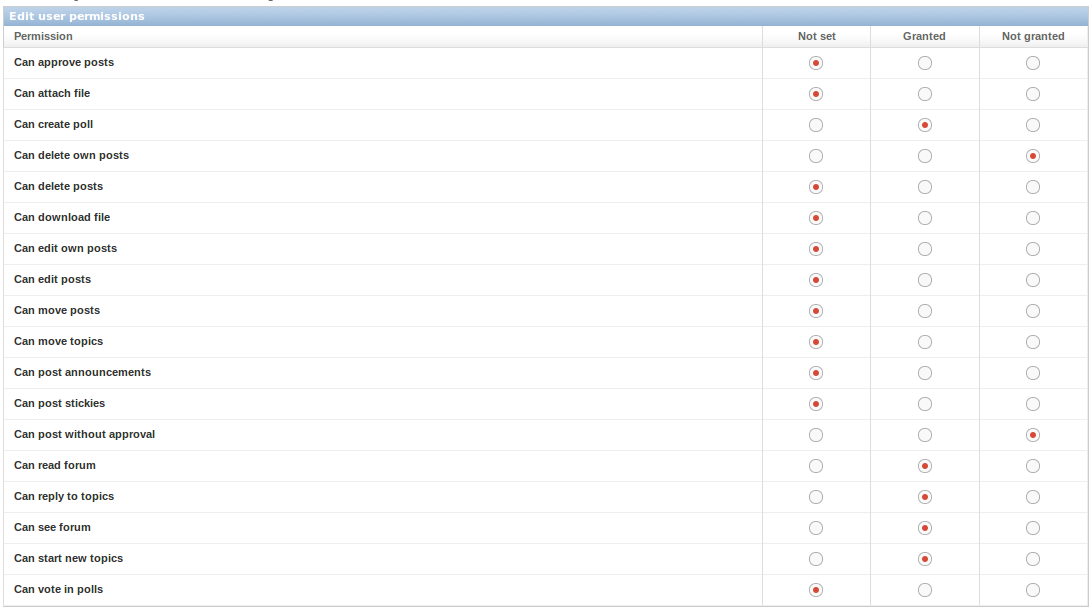 Edit user permissions
Permission Not set Granted Not granted
Can approve posts
Can attach file
Can create poll
Can delete own posts
Can delete posts
Can download file
Can edit own posts
Can edit posts
Can move posts
Can move topics
Can post announcements
Can post stickies
Can post without approval
Can read forum
Can reply to topics
Can see forum
Can start new topics
Can vote in polls